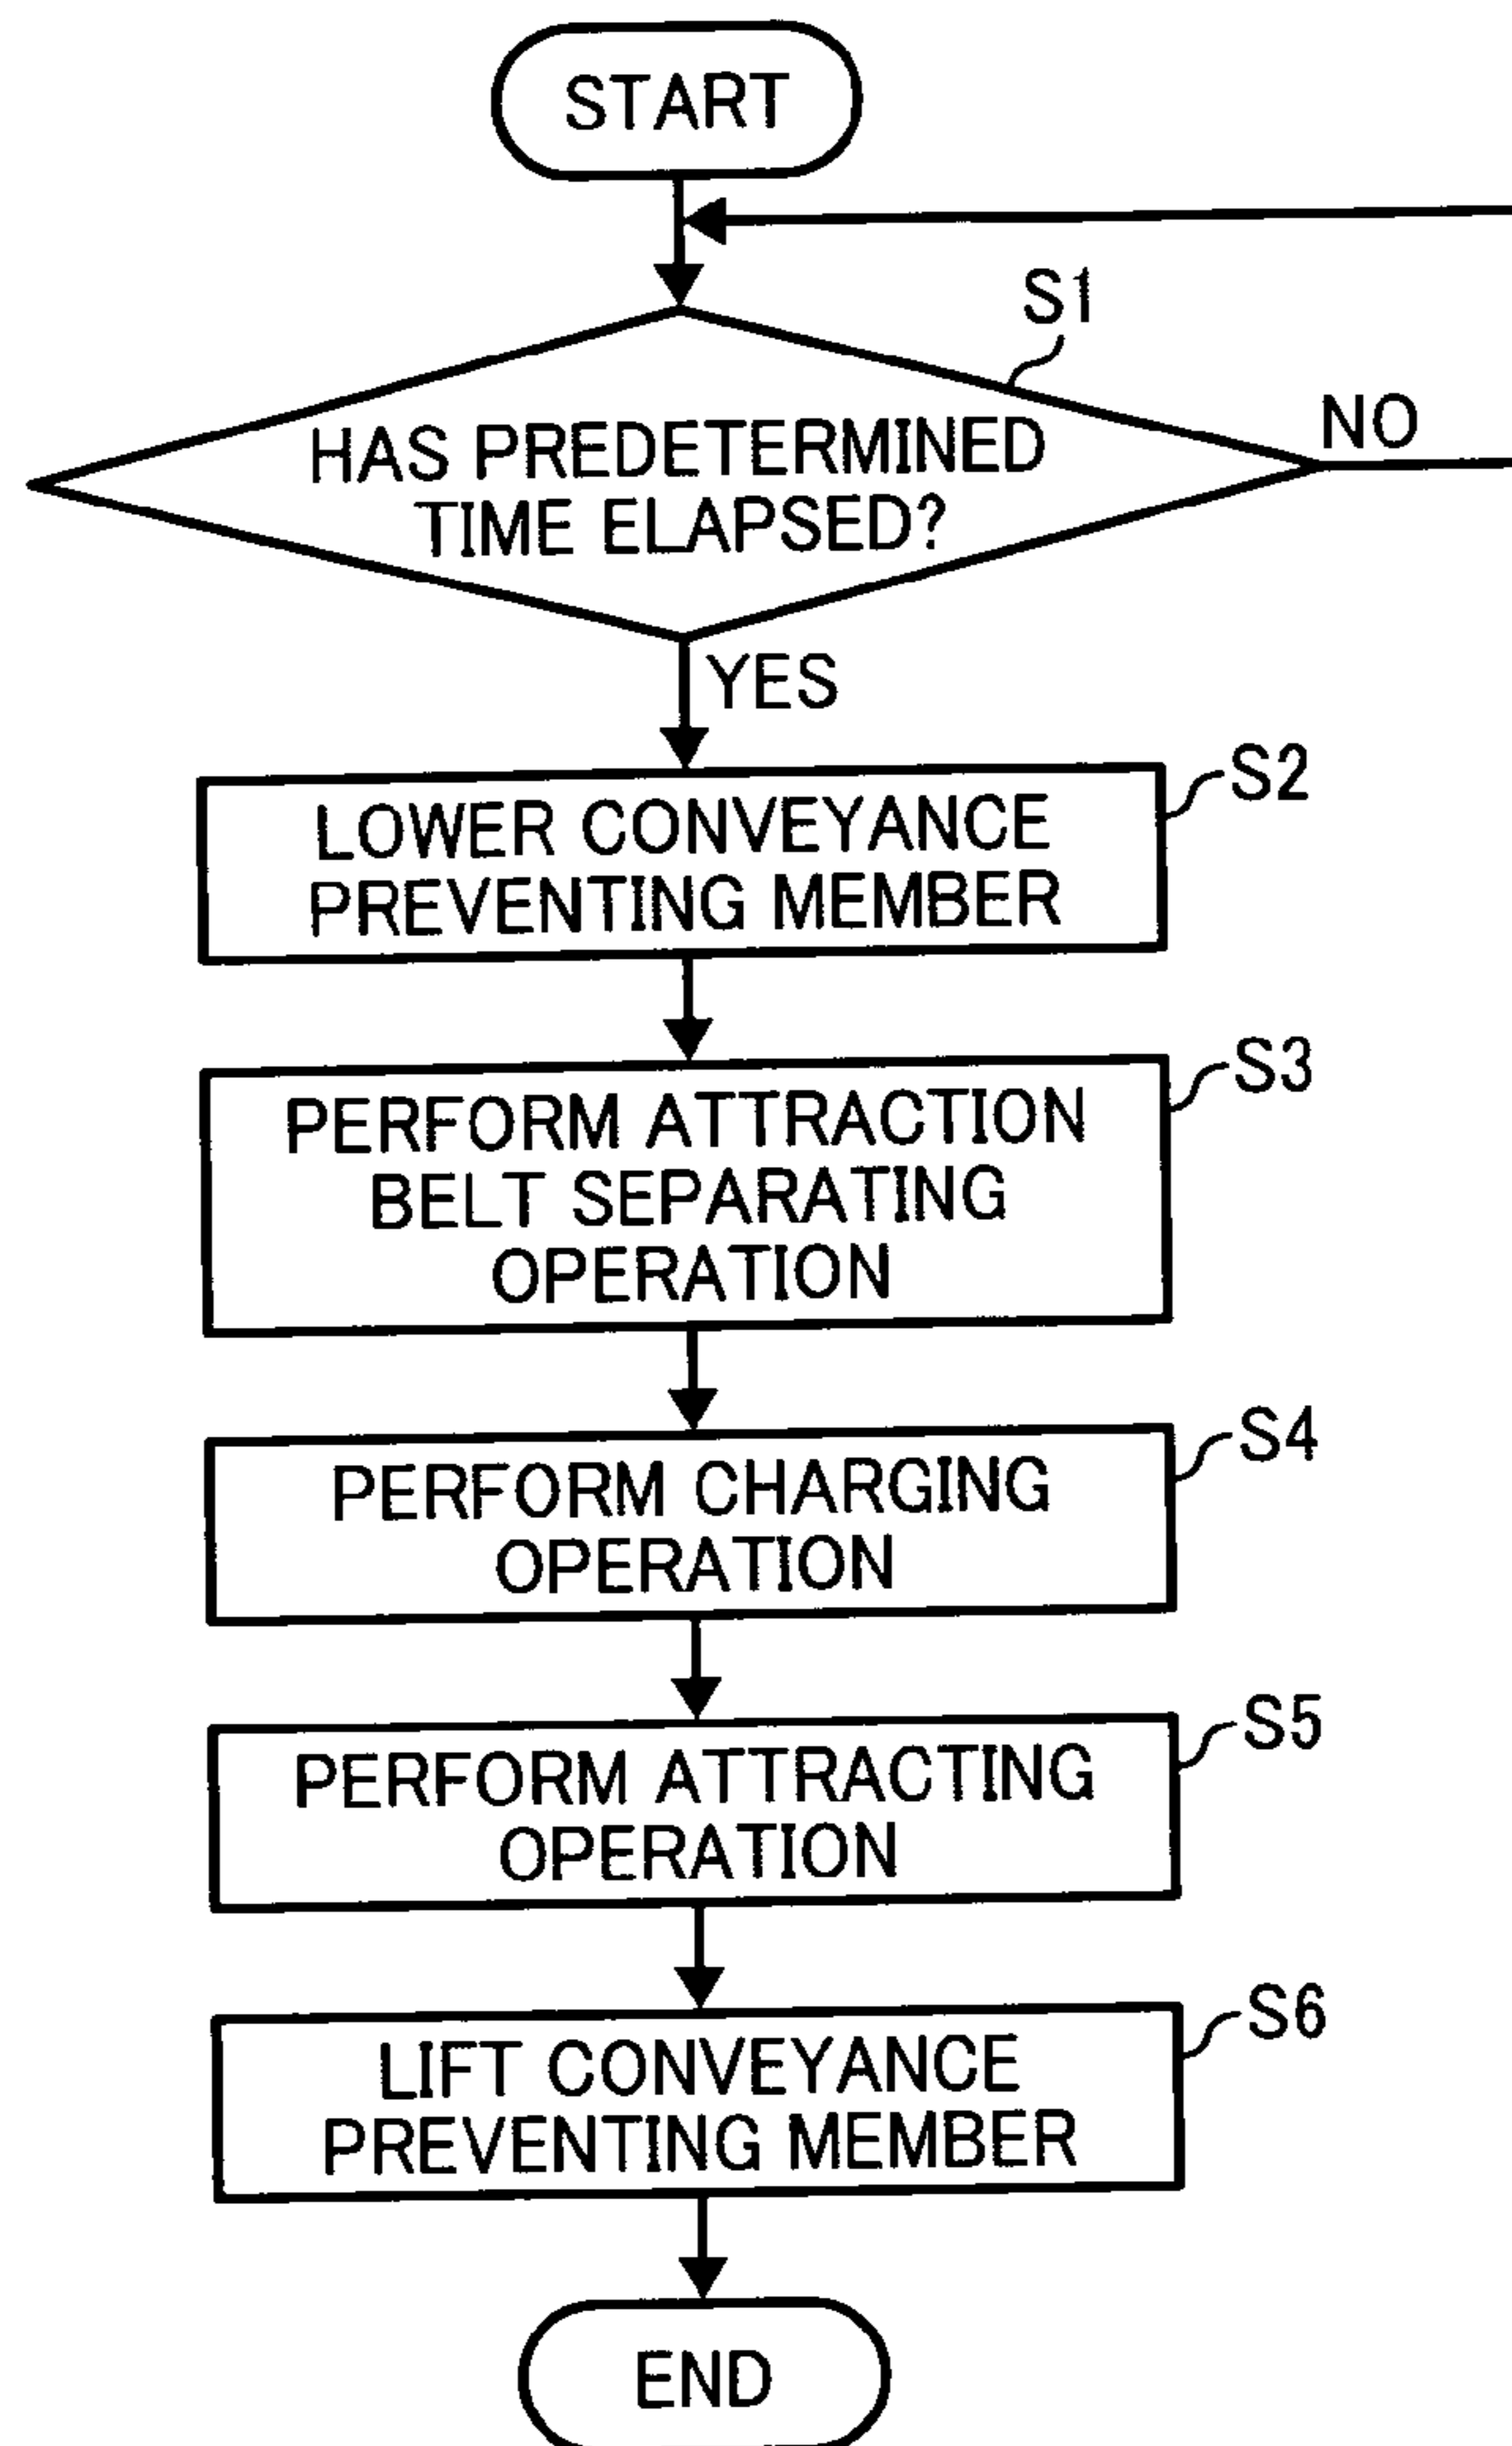 START
S1
HAS PREDETERMINED
TIME ELAPSED?
NO
YES
S2
LOWER CONVEYANCE
PREVENTING MEMBER
S3
PERFORM ATTRACTION
BELT SEPARATING
OPERATION
S4
PERFORM CHARGING
OPERATION
S5
PERFORM ATTRACTING
OPERATION
S6
LIFT CONVEYANCE
PREVENTING MEMBER
END